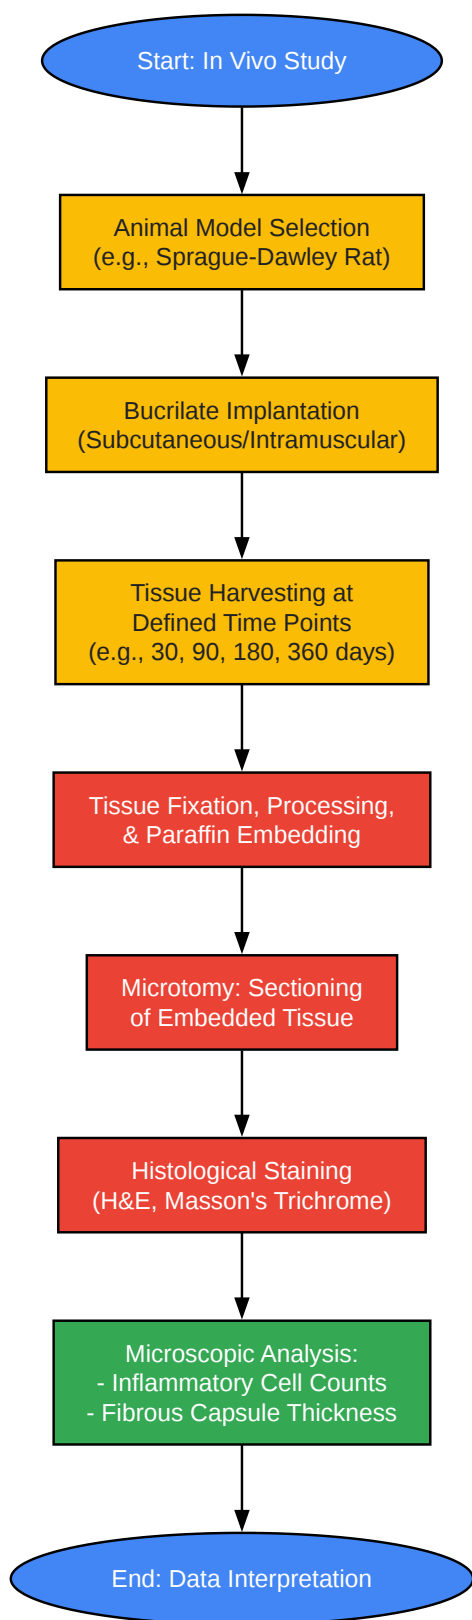 Start: In Vivo Study
Animal Model Selection
(e.g., Sprague-Dawley Rat)
Bucrilate Implantation
(Subcutaneous/Intramuscular)
Tissue Harvesting at
Defined Time Points
(e.g., 30, 90, 180, 360 days)
Tissue Fixation, Processing,
& Paraffin Embedding
Microtomy: Sectioning
of Embedded Tissue
Histological Staining
(H&E, Masson's Trichrome)
Microscopic Analysis:
- Inflammatory Cell Counts
- Fibrous Capsule Thickness
End: Data Interpretation